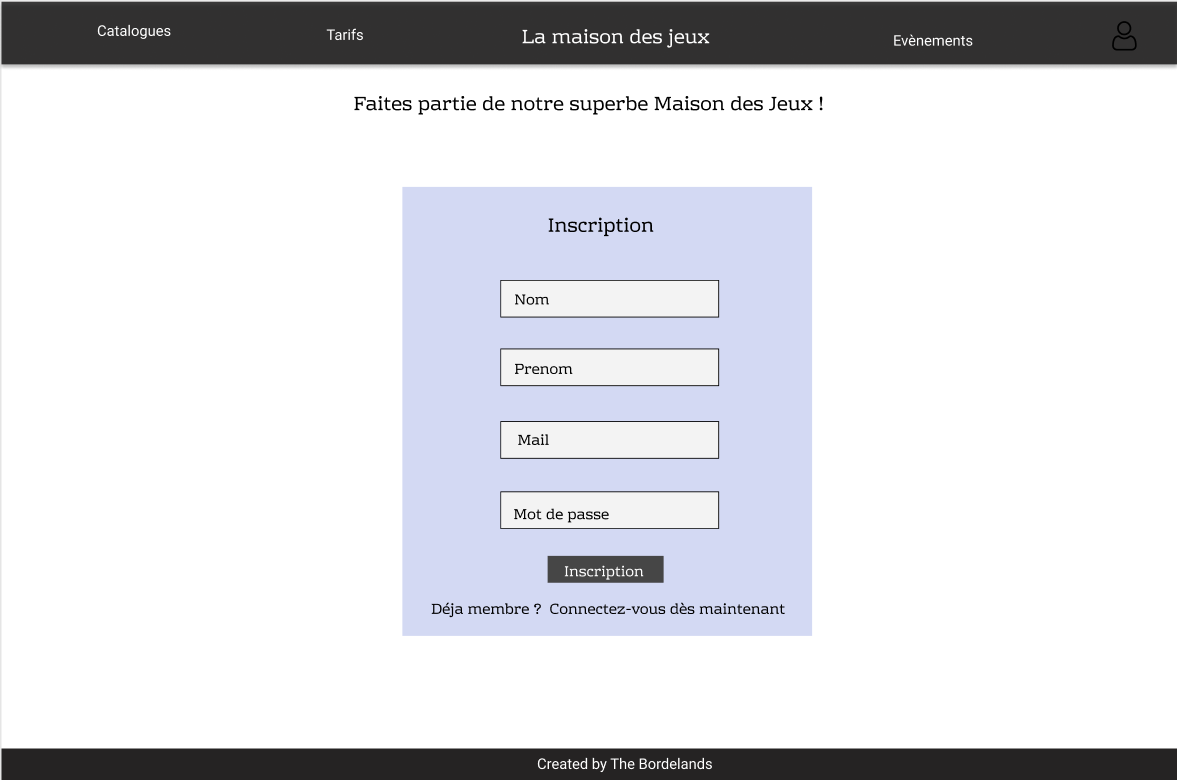 Catalogues
Tarifs
La maison des jeux
Evènements
Faites partie de notre superbe Maison des Jeux !
Inscription
Nom
Prenom
Mail
Mot de passe
Inscription
Déja membre ? Connectez-vous dès maintenant
Created by The Bordelands